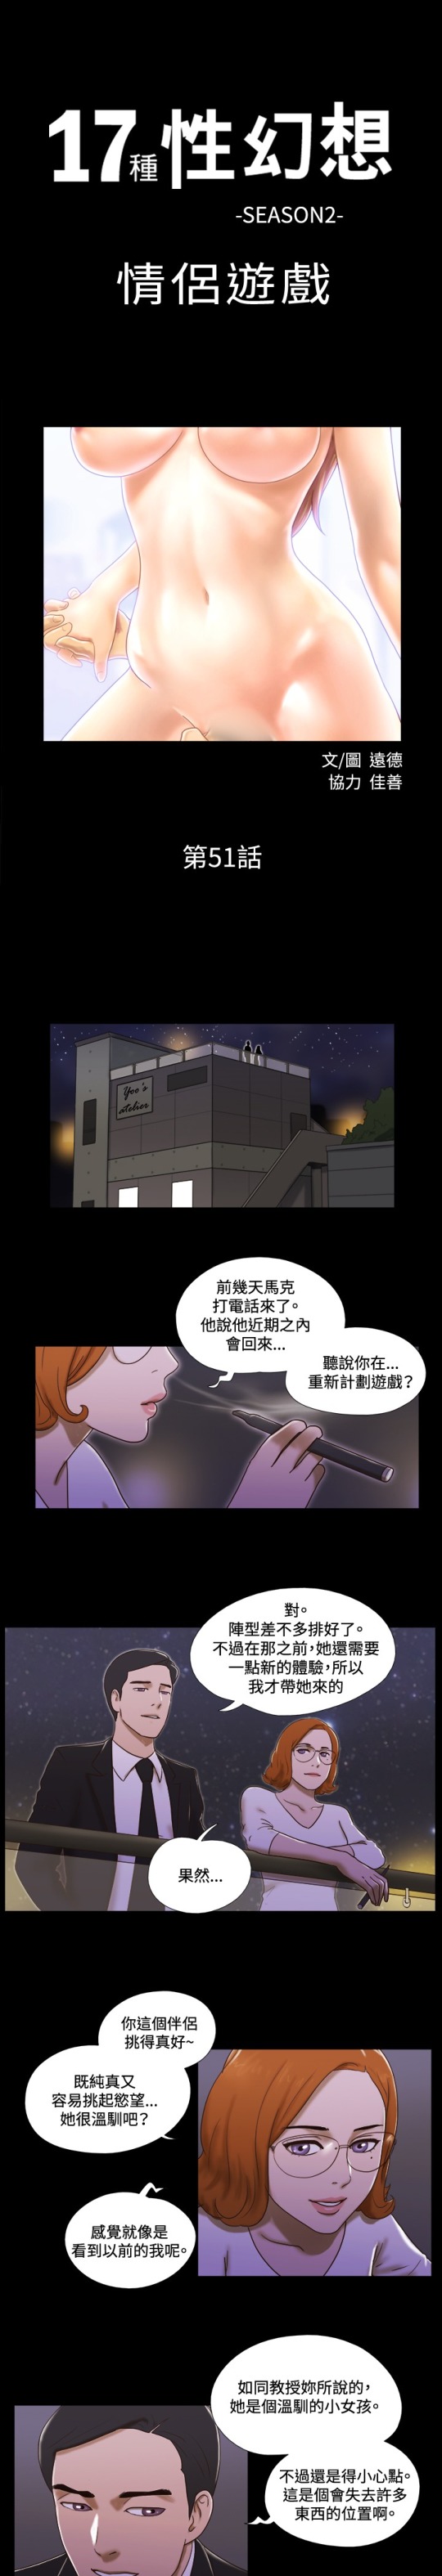 17種性幻想
-SEASON2-
情侶遊戲
文/圖 遠德
協力 佳善
第51話
Yee's
atelier
前幾天馬克
打電話來了。
他說他近期之內
會回來...
聽說你在...
重新計劃遊戲?
對。
陣型差不多排好了。
不過在那之前,她還需要
一點新的體驗,所以
我才帶她來的
果然...
你這個伴侶
挑得真好~
既純真又
容易挑起慾望...
她很溫馴吧?
感覺就像是
看到以前的我呢。
如同教授妳所說的,
她是個溫馴的小女孩。
不過還是得小心點。
這是個會失去許多
東西的位置啊。